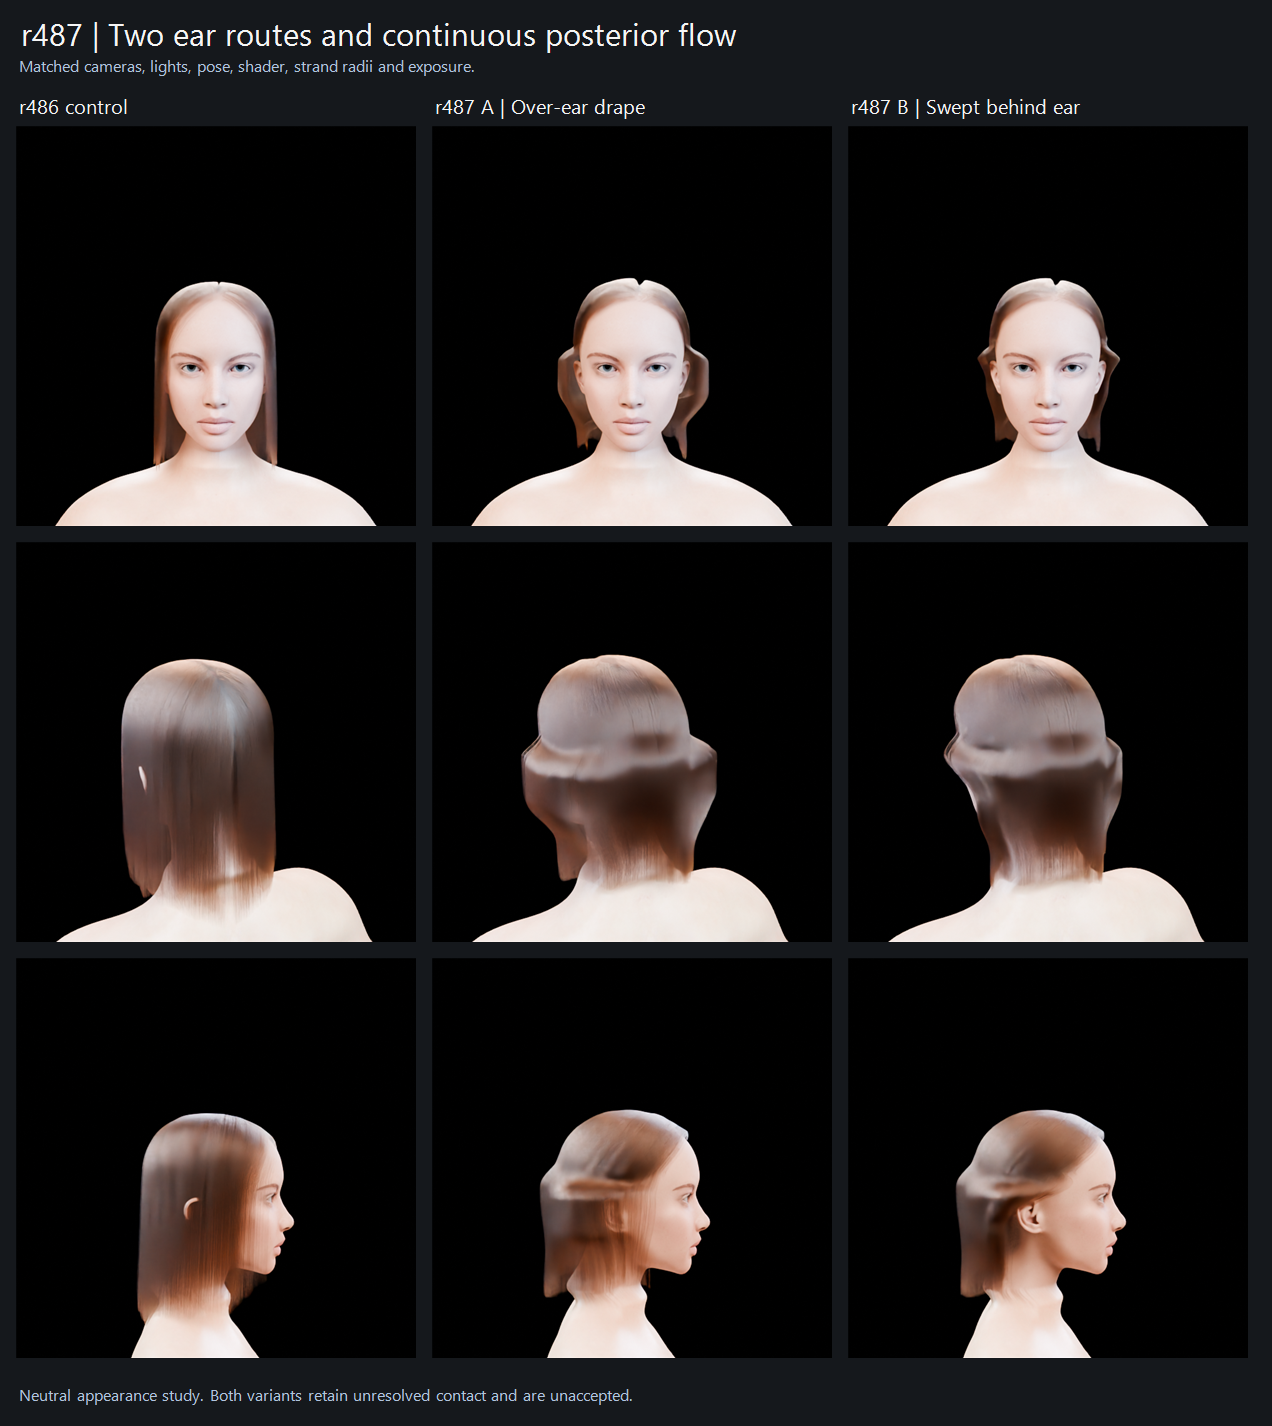 r487 | Two ear routes and continuous posterior flow
Matched cameras, lights, pose, shader, strand radii and exposure.
r486 control
r487 A | Over-ear drape
r487 B | Swept behind ear
Neutral appearance study. Both variants retain unresolved contact and are unaccepted.